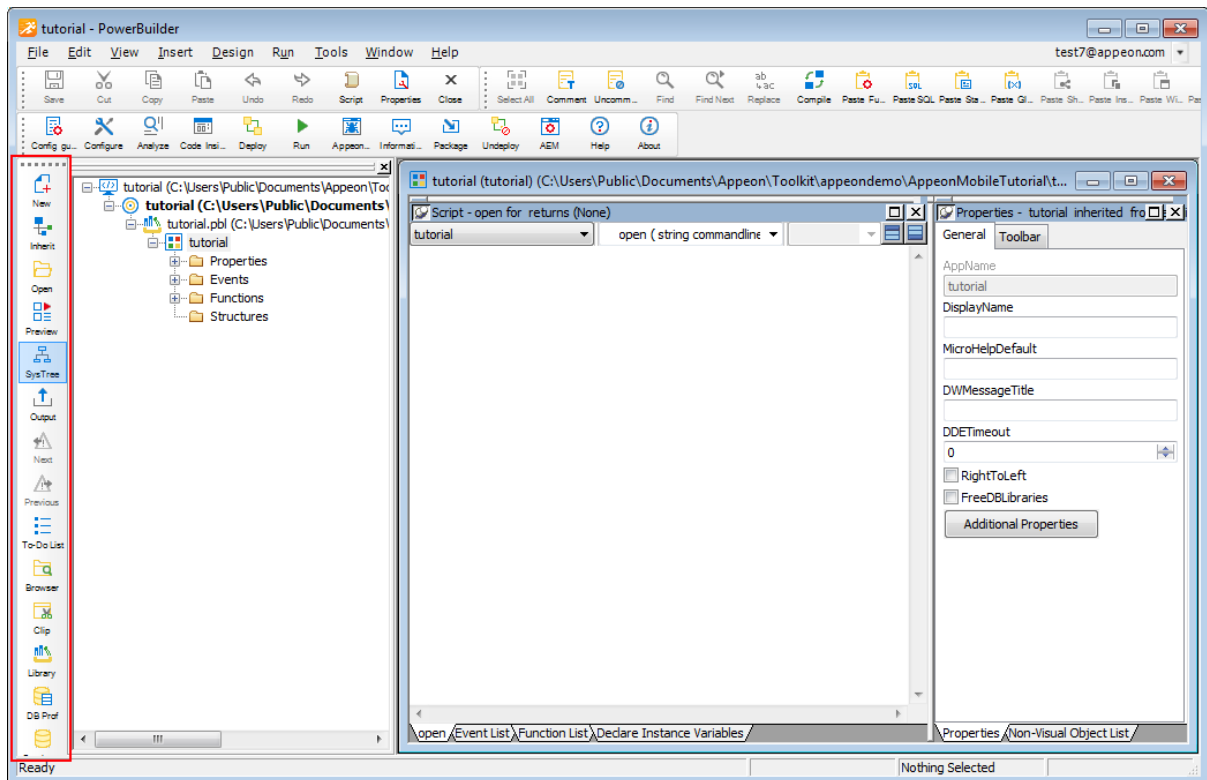 tutorial - PowerBuilder
File Edit View Insert Design Run Tools Window Help test7@appeon.com
Save Cut Copy Paste Undo Redo Script Properties Close Select All Comment Uncomm... Find Find Next Replace Compile Paste Fu... Paste SQL Paste Sta... Paste Gl... Paste Sh... Paste Ins... Paste Wi... Pas
Config gu... Configure Analyze Code Insi... Deploy Run Appeon... Informati... Package Undeploy AEM Help About
New
Inherit
Open
Preview
SysTree
Output
Next
Previous
To-Do List
Browser
Clip
Library
DB Prof
tutorial (C:\Users\Public\Documents\Appeon\Too
tutorial (C:\Users\Public\Documents\
tutorial.pbl (C:\Users\Public\Documents\
tutorial
Properties
Events
Functions
Structures
tutorial (tutorial) (C:\Users\Public\Documents\Appeon\Toolkit\appeondemo\AppeonMobileTutorial\t...
Script - open for returns (None)
tutorial open ( string commandline
open Event List Function List Declare Instance Variables
Properties - tutorial inherited fro
General Toolbar
AppName
tutorial
DisplayName
MicroHelpDefault
DWMessageTitle
DDETimeout
0
RightToLeft
FreeDBLibraries
Additional Properties
Properties Non-Visual Object List
Ready Nothing Selected